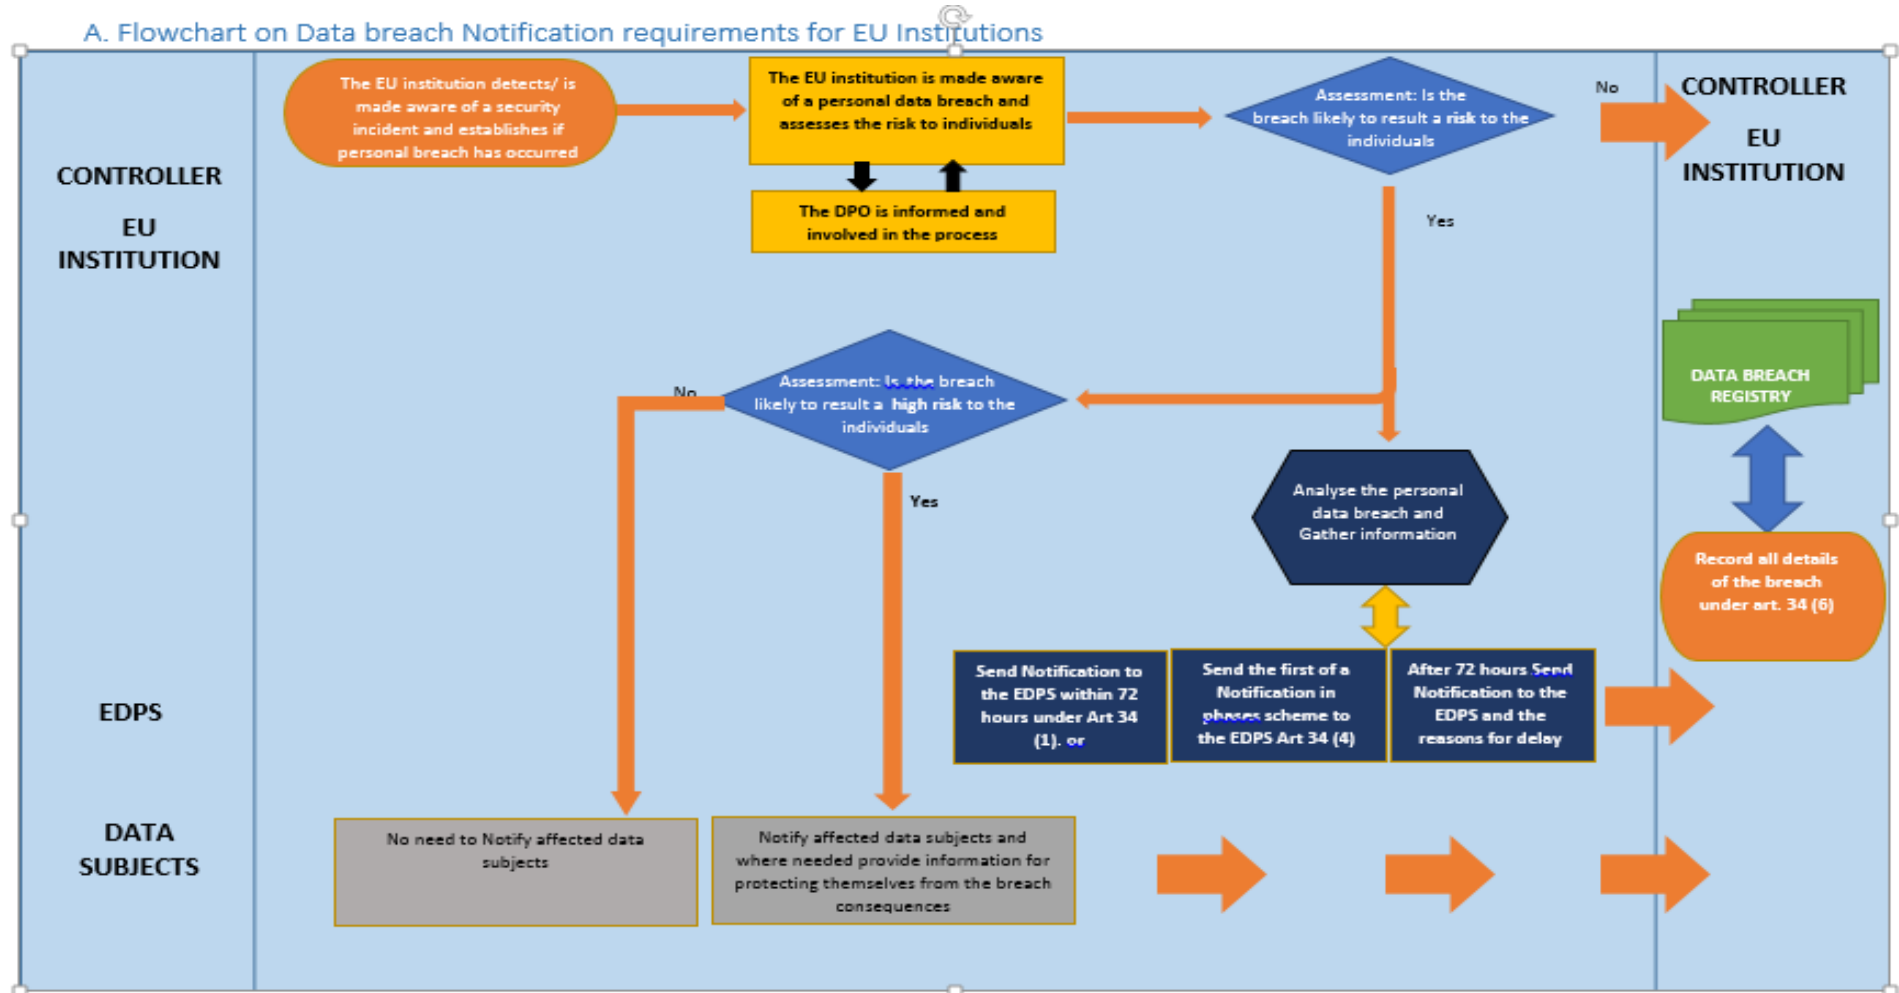 A. Flowchart on Data breach Notification requirements for EU Institutions
CONTROLLER
EU
INSTITUTION
The EU institution detects/ is
made aware of a security
incident and establishes if
personal breach has occurred
The EU institution is made aware
of a personal data breach and
assesses the risk to individuals
The DPO is informed and
involved in the process
Assessment: Is the
breach likely to result a risk to the
individuals
No
Yes
CONTROLLER
EU
INSTITUTION
Assessment: Is the breach
likely to result a high risk to the
individuals
No
Yes
Analyse the personal
data breach and
Gather information
DATA BREACH
REGISTRY
Record all details
of the breach
under art. 34 (6)
EDPS
Send Notification to
the EDPS within 72
hours under Art 34
(1). or
Send the first of a
Notification in
phases scheme to
the EDPS Art 34 (4)
After 72 hours Send
Notification to the
EDPS and the
reasons for delay
DATA
SUBJECTS
No need to Notify affected data
subjects
Notify affected data subjects and
where needed provide information for
protecting themselves from the breach
consequences